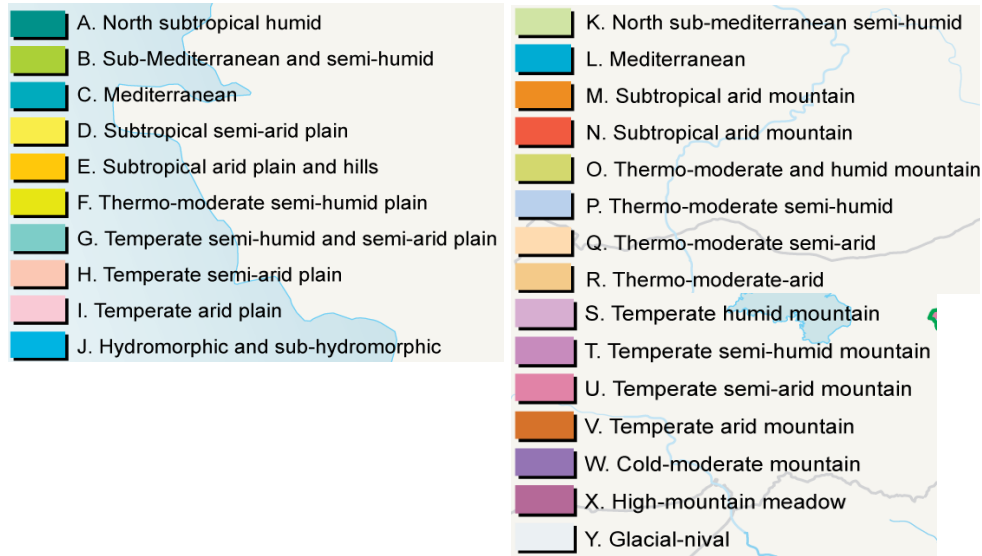 A. North subtropical humid
B. Sub-Mediterranean and semi-humid
C. Mediterranean
D. Subtropical semi-arid plain
E. Subtropical arid plain and hills
F. Thermo-moderate semi-humid plain
G. Temperate semi-humid and semi-arid plain
H. Temperate semi-arid plain
I. Temperate arid plain
J. Hydromorphic and sub-hydromorphic
K. North sub-mediterranean semi-humid
L. Mediterranean
M. Subtropical arid mountain
N. Subtropical arid mountain
O. Thermo-moderate and humid mountain
P. Thermo-moderate semi-humid
Q. Thermo-moderate semi-arid
R. Thermo-moderate-arid
S. Temperate humid mountain
T. Temperate semi-humid mountain
U. Temperate semi-arid mountain
V. Temperate arid mountain
W. Cold-moderate mountain
X. High-mountain meadow
Y. Glacial-nival